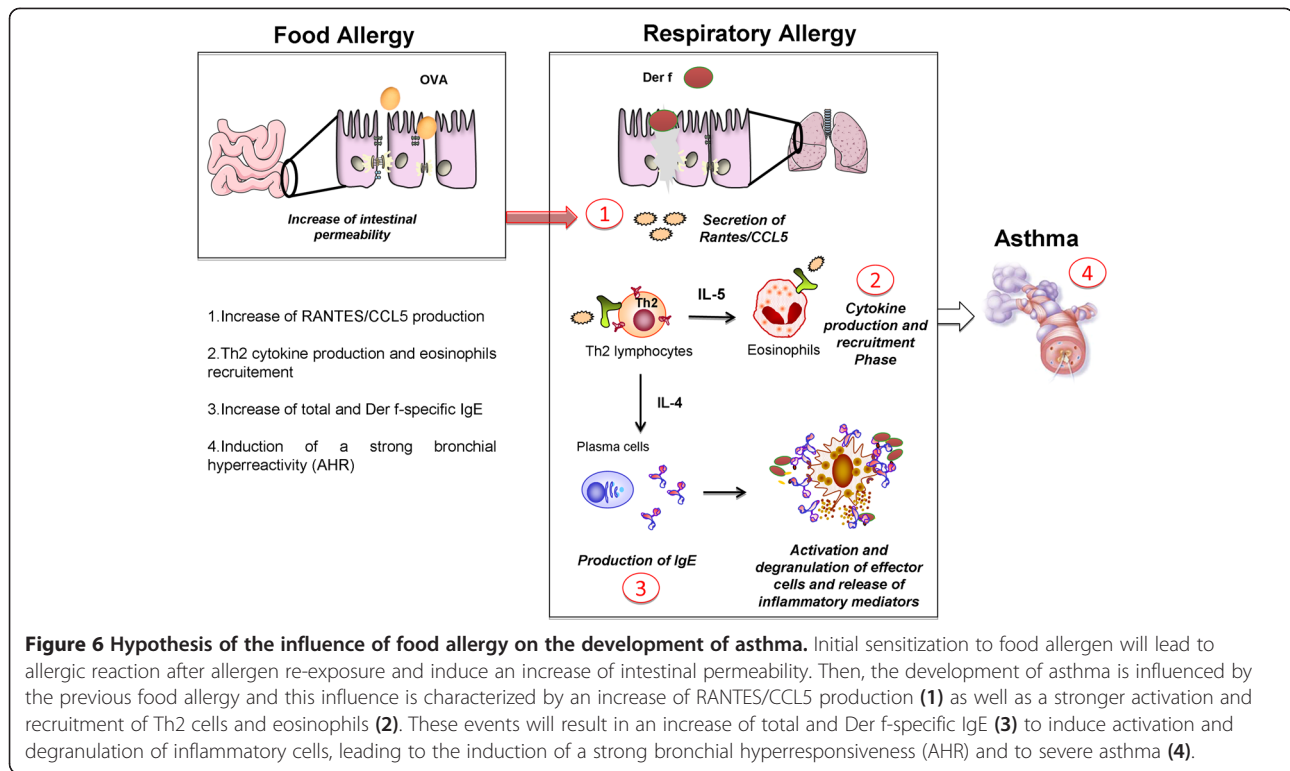 Food Allergy
Respiratory Allergy
OVA
Increase of intestinal
permeability
Der f
1
Secretion of
Rantes/CCL5
Th2
Th2 lymphocytes
IL-5
Eosinophils
2
Cytokine
production and
recruitment
Phase
IL-4
Plasma cells
Production of IgE
3
Activation and
degranulation of effector
cells and release of
inflammatory mediators
Asthma
4
1.Increase of RANTES/CCL5 production
2.Th2 cytokine production and eosinophils
recruitement
3.Increase of total and Der f-specific IgE
4.Induction of a strong bronchial
hyperreactivity (AHR)
Figure 6 Hypothesis of the influence of food allergy on the development of asthma. Initial sensitization to food allergen will lead to
allergic reaction after allergen re-exposure and induce an increase of intestinal permeability. Then, the development of asthma is influenced by
the previous food allergy and this influence is characterized by an increase of RANTES/CCL5 production (1) as well as a stronger activation and
recruitment of Th2 cells and eosinophils (2). These events will result in an increase of total and Der f-specific IgE (3) to induce activation and
degranulation of inflammatory cells, leading to the induction of a strong bronchial hyperresponsiveness (AHR) and to severe asthma (4).